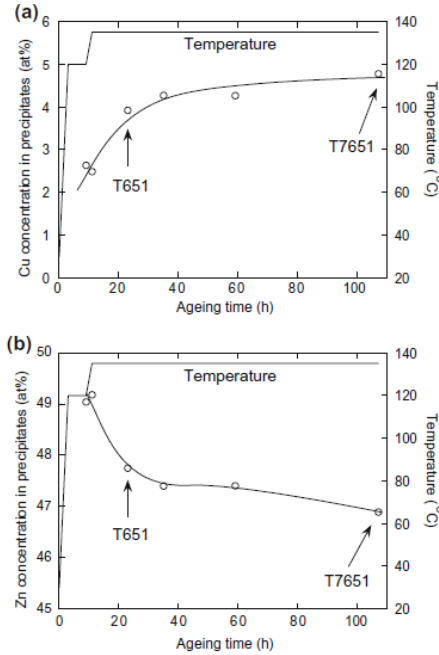 (a)
6
5
4
3
2
1
0
Cu concentration in precipitates (at%)
Temperature
T651
T7651
140
120
100
80
60
40
20
Temperature (°C)
0 20 40 60 80 100
Ageing time (h)
(b)
50
49
48
47
46
45
Zn concentration in precipitates (at%)
Temperature
T651
T7651
140
120
100
80
60
40
20
Temperature (°C)
0 20 40 60 80 100
Ageing time (h)